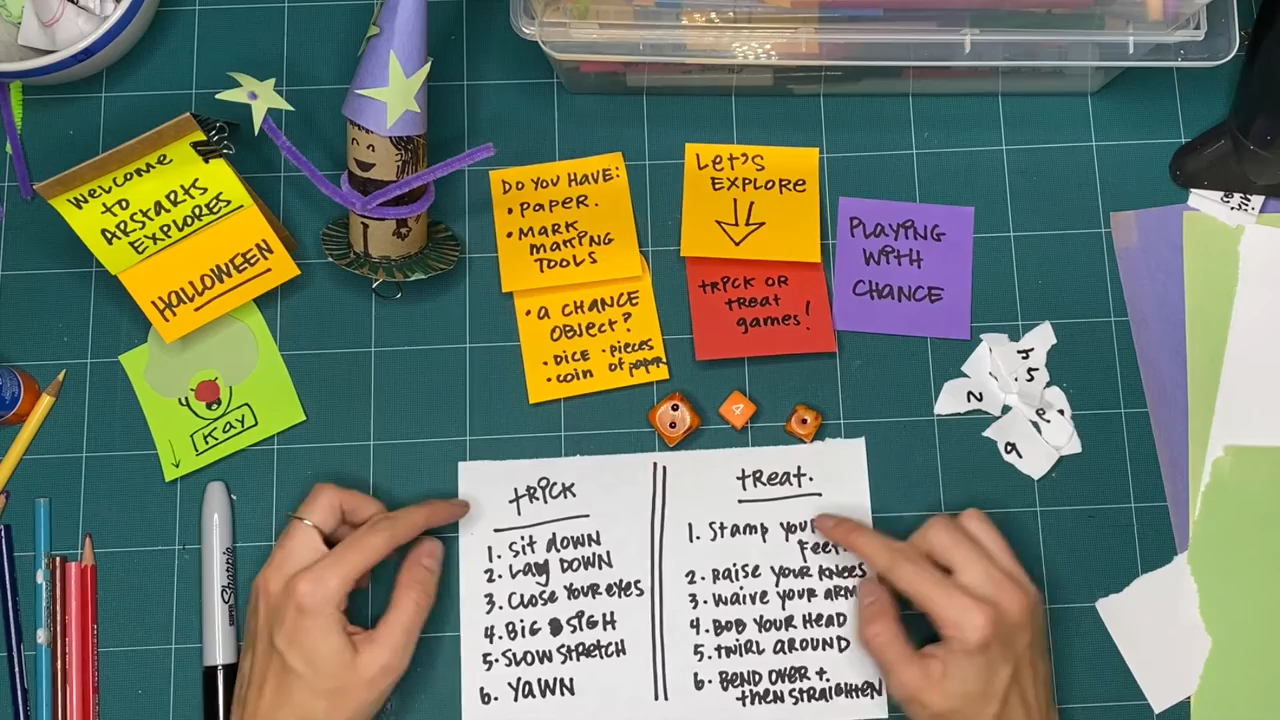 Welcome
to
ARSTARTS
EXPLORES
HALLOWEEN
KAY
DO YOU HAVE:
• PAPER.
• MARK
MAKING
TOOLS
• A CHANCE
OBJECT?
• DICE • PIECES
• COIN OF PAPER
LET'S
EXPLORE
TRICK OR
TREAT
games!
PLAYING
WITH
CHANCE
4
4
5
2
9
Sharpie
TRICK
1. SIT DOWN
2. LAY DOWN
3. CLOSE YOUR EYES
4. BIG SIGH
5. SLOW STRETCH
6. YAWN
TREAT.
1. STAMP YOUR
FEET
2. RAISE YOUR KNEES
3. WAIVE YOUR ARM
4. BOB YOUR HEAD
5. TWIRL AROUND
6. BEND OVER +
THEN STRAIGHTEN